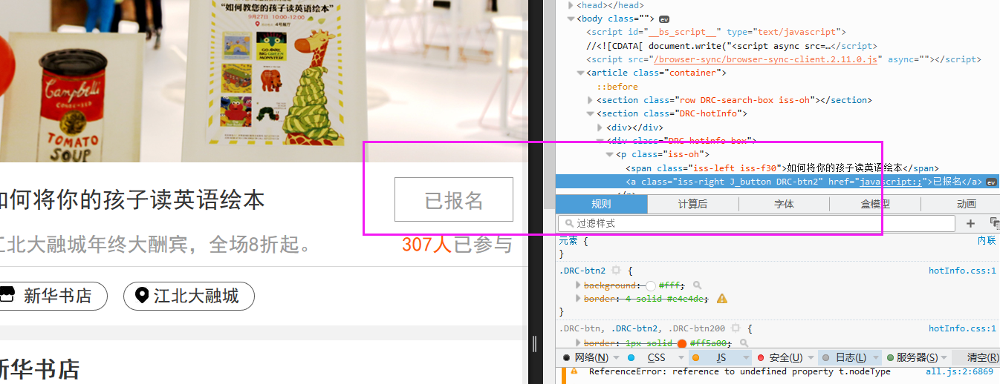 “如何教您的孩子读英语绘本”
9月27日 10:00-12:00
4号餐厅
GO AWAY
BIG GREEN
MONSTER!
Campbell's
CONDENSED
TOMATO
SOUP
如何将你的孩子读英语绘本
已报名
江北大融城年终大酬宾，全场8折起。
307人已参与
新华书店
江北大融城
新华书店
<head></head>
<body class=""> ev
<script id="__bs_script__" type="text/javascript">
//<![CDATA[ document.write("<script async src=…</script>
<script src="/browser-sync/browser-sync-client.2.11.0.js" async=""></script>
<article class="container">
::before
<section class="row DRC-search-box iss-oh"></section>
<section class="DRC-hotInfo">
<div></div>
<div class="DRC-hotinfo-box">
<p class="iss-oh">
<span class="iss-left iss-f30">如何将你的孩子读英语绘本</span>
<a class="iss-right J_button DRC-btn2" href="javascript:;">已报名</a> ev
</p>
规则 计算后 字体 盒模型 动画
过滤样式
元素 { 内联
}
.DRC-btn2 { hotInfo.css:1
background: #fff;
border: 4 solid #e4e4de;
}
.DRC-btn, .DRC-btn2, .DRC-btn200 { hotInfo.css:1
border: 1px solid #ff5a00;
网络(N) CSS JS 安全(U) 日志(L) 服务器(S) 清空(R)
ReferenceError: reference to undefined property t.nodeType all.js:2:6869